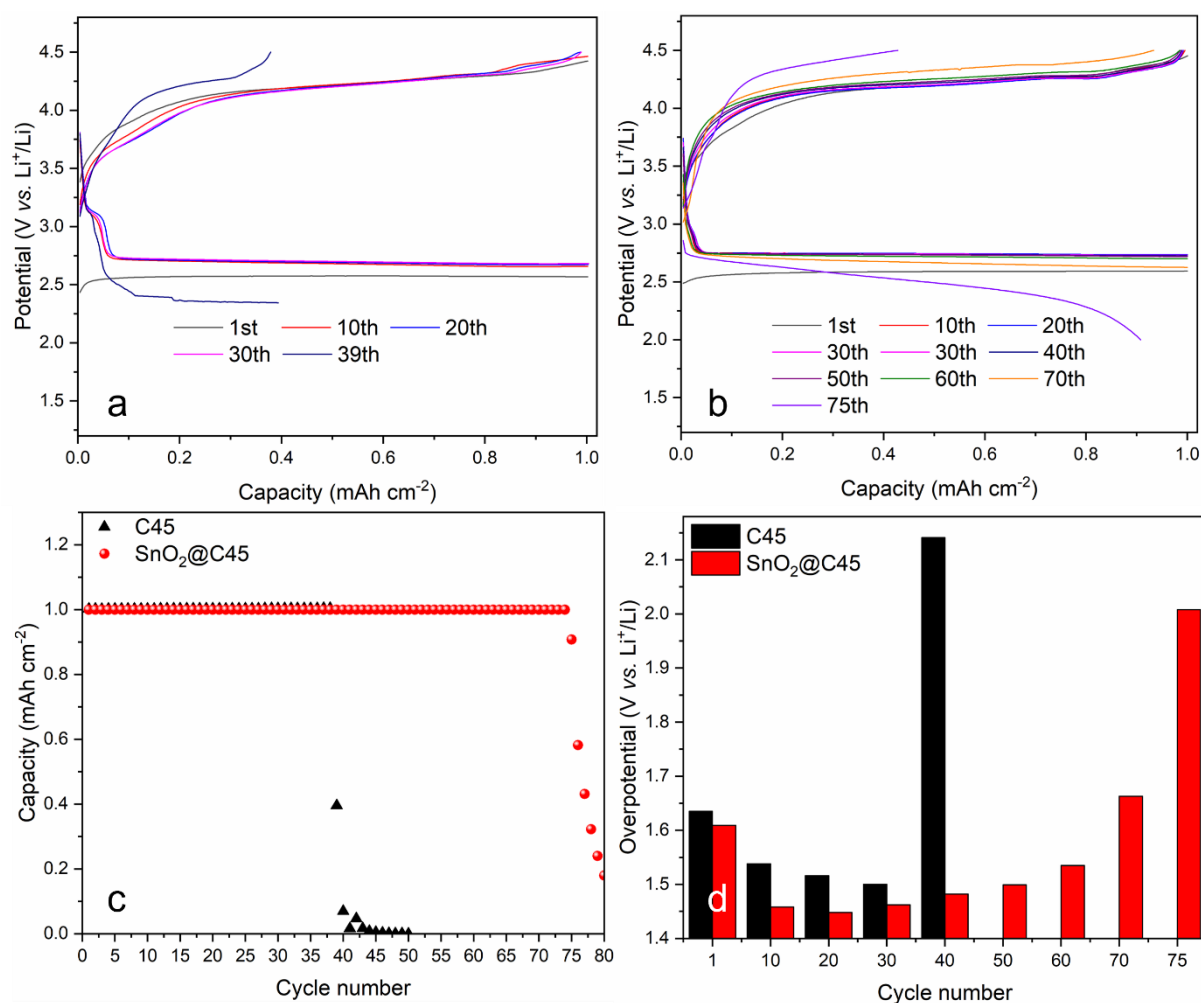 4.5
4.0
3.5
3.0
2.5
2.0
1.5
Potential (V vs. Li⁺/Li)
1st 10th 20th
30th 39th
a
0.0 0.2 0.4 0.6 0.8 1.0
Capacity (mAh cm⁻²)
4.5
4.0
3.5
3.0
2.5
2.0
1.5
Potential (V vs. Li⁺/Li)
1st 10th 20th
30th 30th 40th
50th 60th 70th
75th
b
0.0 0.2 0.4 0.6 0.8 1.0
Capacity (mAh cm⁻²)
C45
SnO₂@C45
1.2
1.0
0.8
0.6
0.4
0.2
0.0
Capacity (mAh cm⁻²)
c
0 5 10 15 20 25 30 35 40 45 50 55 60 65 70 75 80
Cycle number
C45
SnO₂@C45
2.1
2.0
1.9
1.8
1.7
1.6
1.5
1.4
Overpotential (V vs. Li⁺/Li)
d
1 10 20 30 40 50 60 70 75
Cycle number